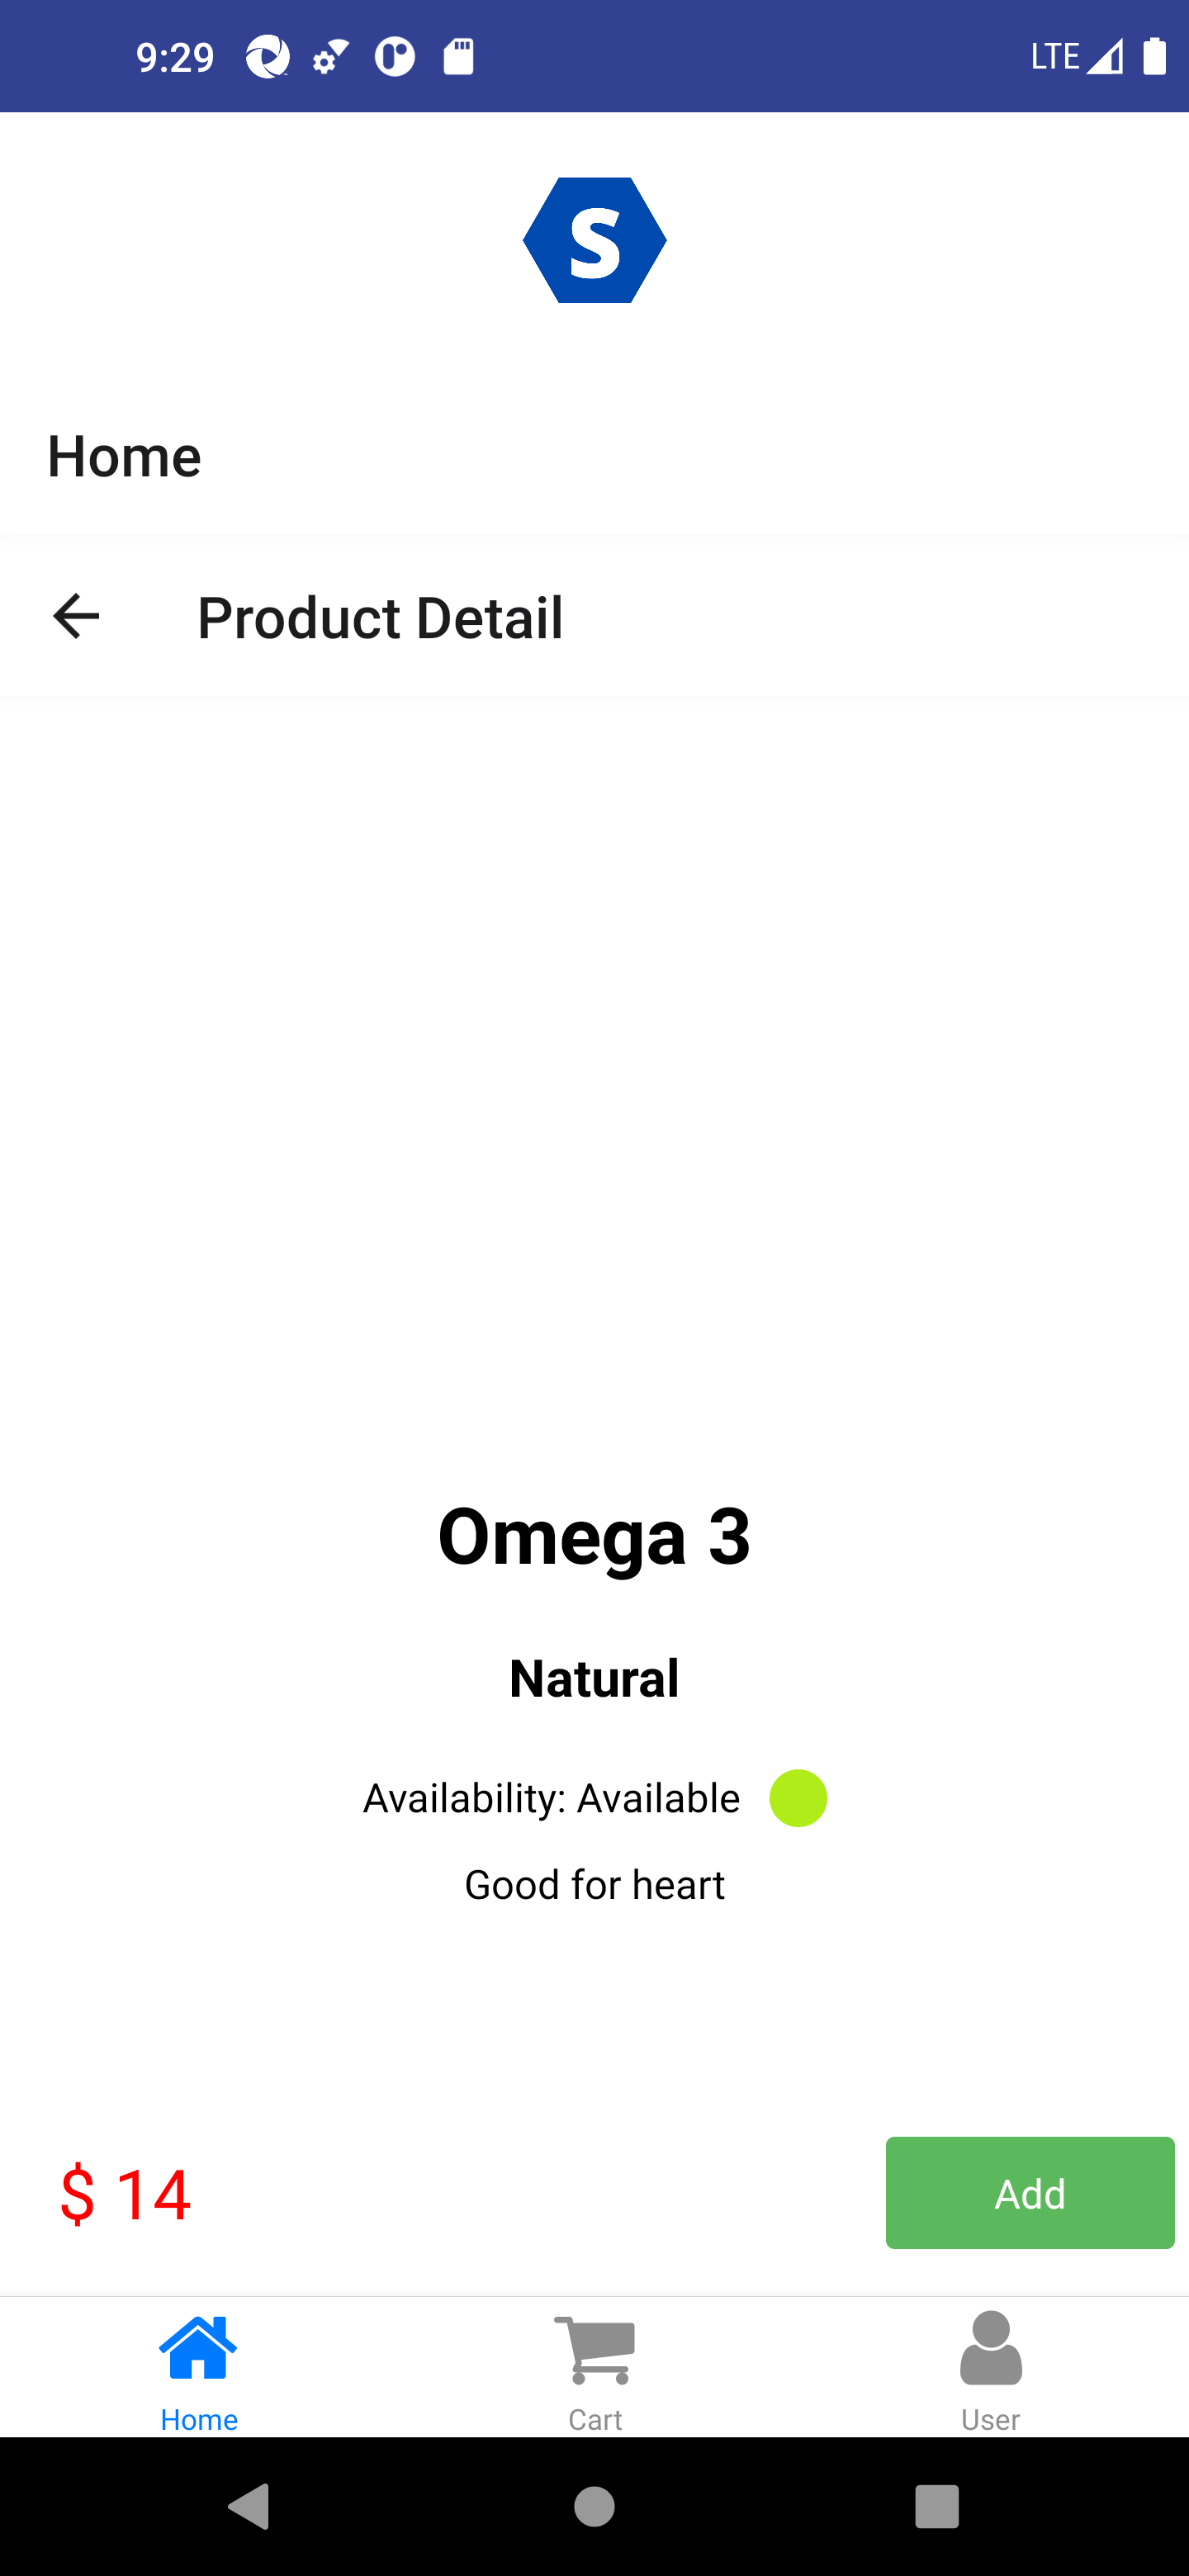 9:29 LTE
S
Home
Product Detail
Omega 3
Natural
Availability: Available
Good for heart
$ 14
Add
Home Cart User